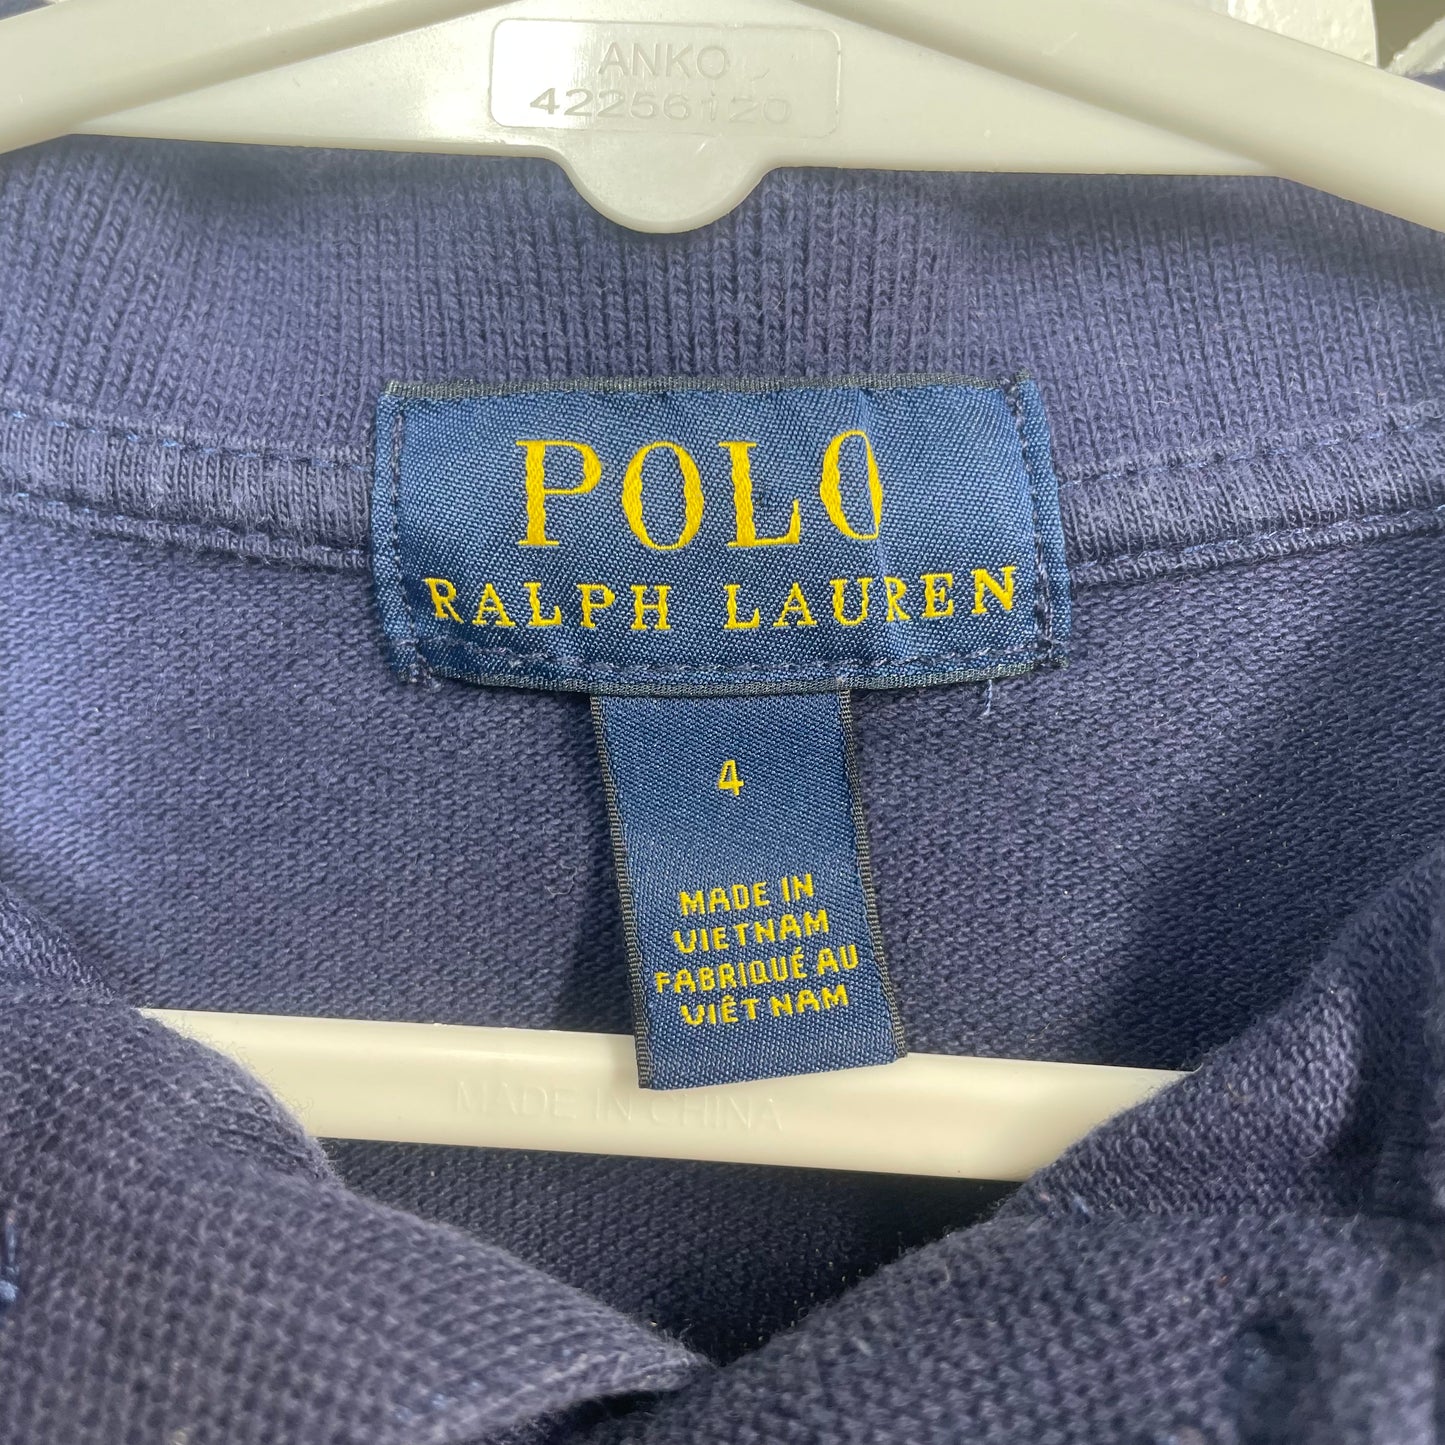 ANKO
42256120
POLO
RALPH LAUREN
4
MADE IN
VIETNAM
FABRIQUÉ AU
VIÊT NAM
MADE IN CHINA